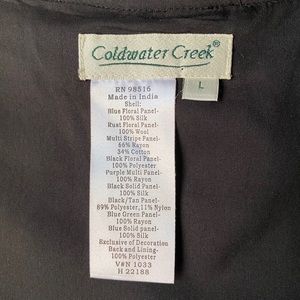 Coldwater Creek®
L
RN 98516
Made in India
Shell:
Blue Floral Panel-
100% Silk
Rust Floral Panel-
100% Wool
Multi Stripe Panel-
66% Rayon
34% Cotton
Black Floral Panel-
100% Polyester
Purple Multi Panel-
100% Rayon
Black Solid Panel-
100% Silk
Black/Tan Panel-
89% Polyester,11% Nylon
Blue Green Panel-
100% Rayon
Blue Solid panel-
100% Silk
Exclusive of Decoration
Back and Lining-
100% Polyester
V#N 1033
H 22188